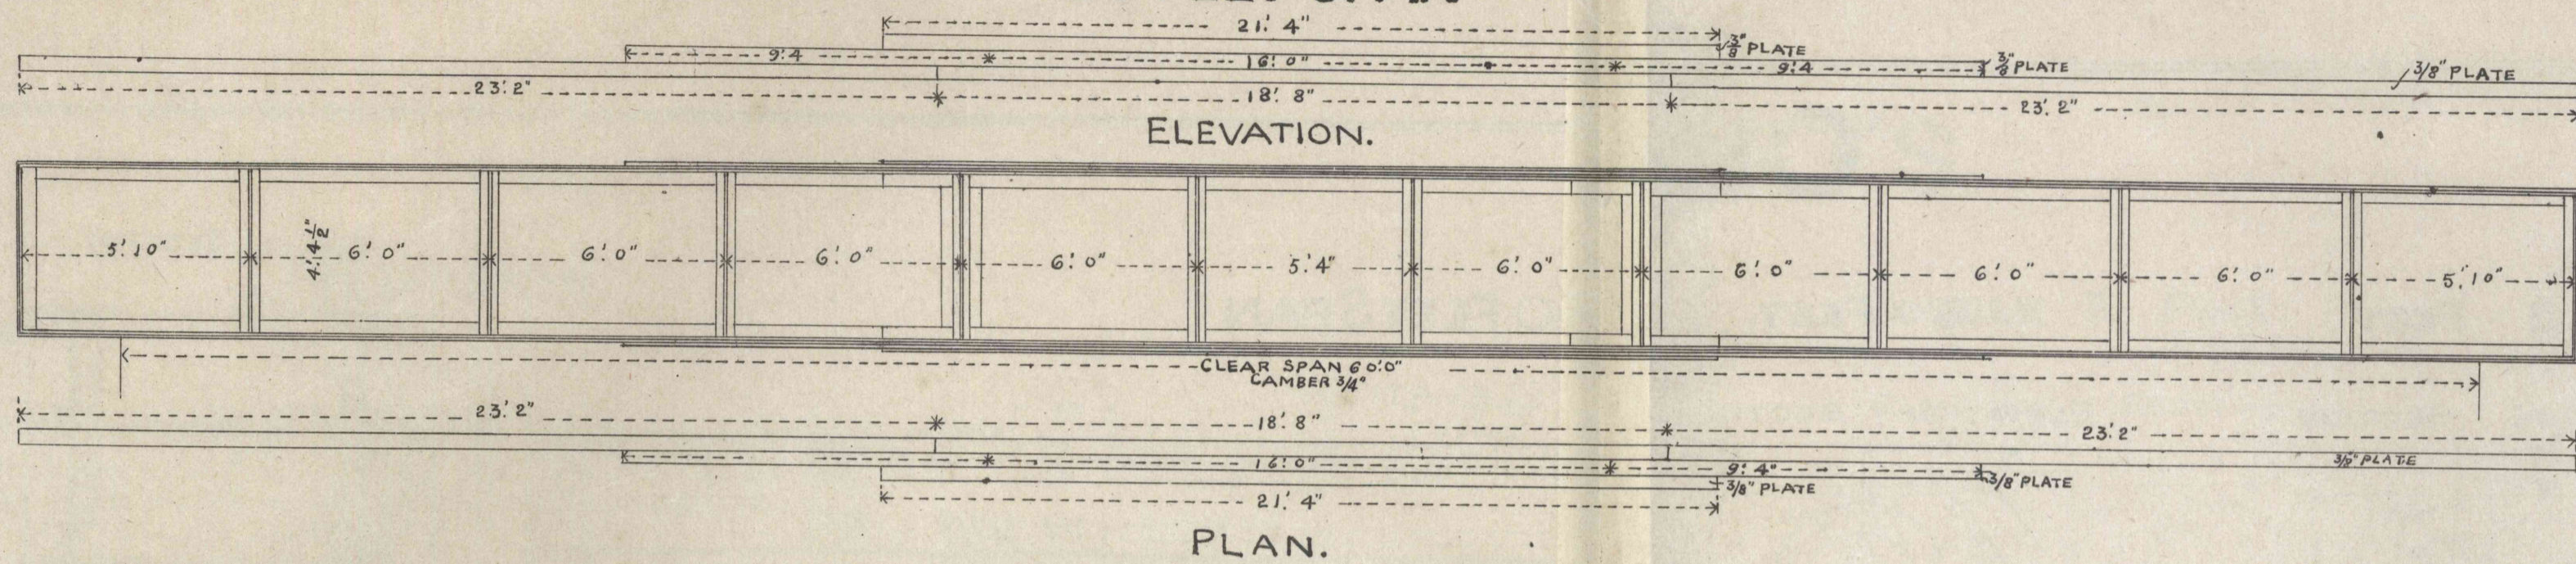 21' 4"
3/8" PLATE
9' 4 16' 0" 9' 4 3/8" PLATE
3/8" PLATE
23' 2" 18' 8" 23' 2"
ELEVATION.
5' 10" 4' 4 1/2" 6' 0" 6' 0" 6' 0" 6' 0" 5' 4" 6' 0" 6' 0" 6' 0" 6' 0" 5' 10"
CLEAR SPAN 60' 0"
CAMBER 3/4"
23' 2" 18' 8" 23' 2"
16' 0" 9' 4" 3/8" PLATE
3/8" PLATE
3/8" PLATE
21' 4"
PLAN.